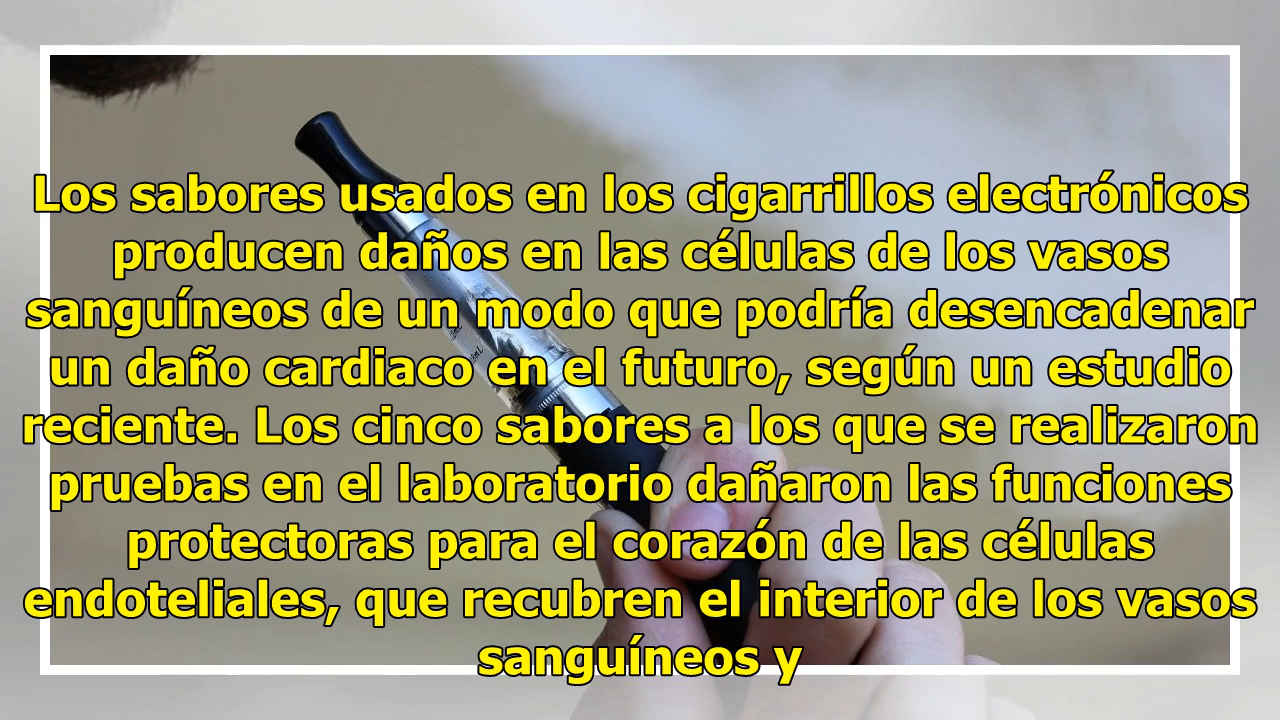 Los sabores usados en los cigarrillos electrónicos
producen daños en las células de los vasos
sanguíneos de un modo que podría desencadenar
un daño cardiaco en el futuro, según un estudio
reciente. Los cinco sabores a los que se realizaron
pruebas en el laboratorio dañaron las funciones
protectoras para el corazón de las células
endoteliales, que recubren el interior de los vasos
sanguíneos y